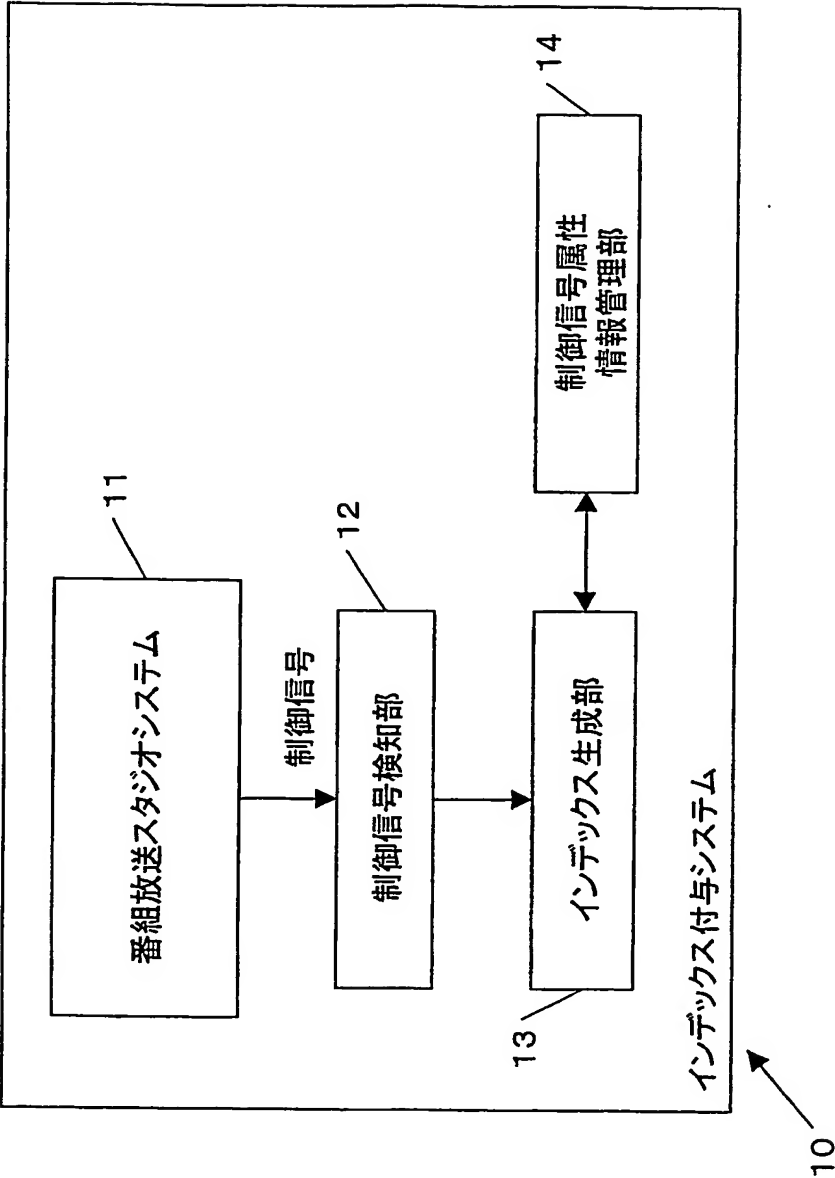 11
番組放送スタジオシステム
制御信号
12
制御信号検知部
13
インデックス生成部
14
制御信号属性
情報管理部
インデックス付与システム
10